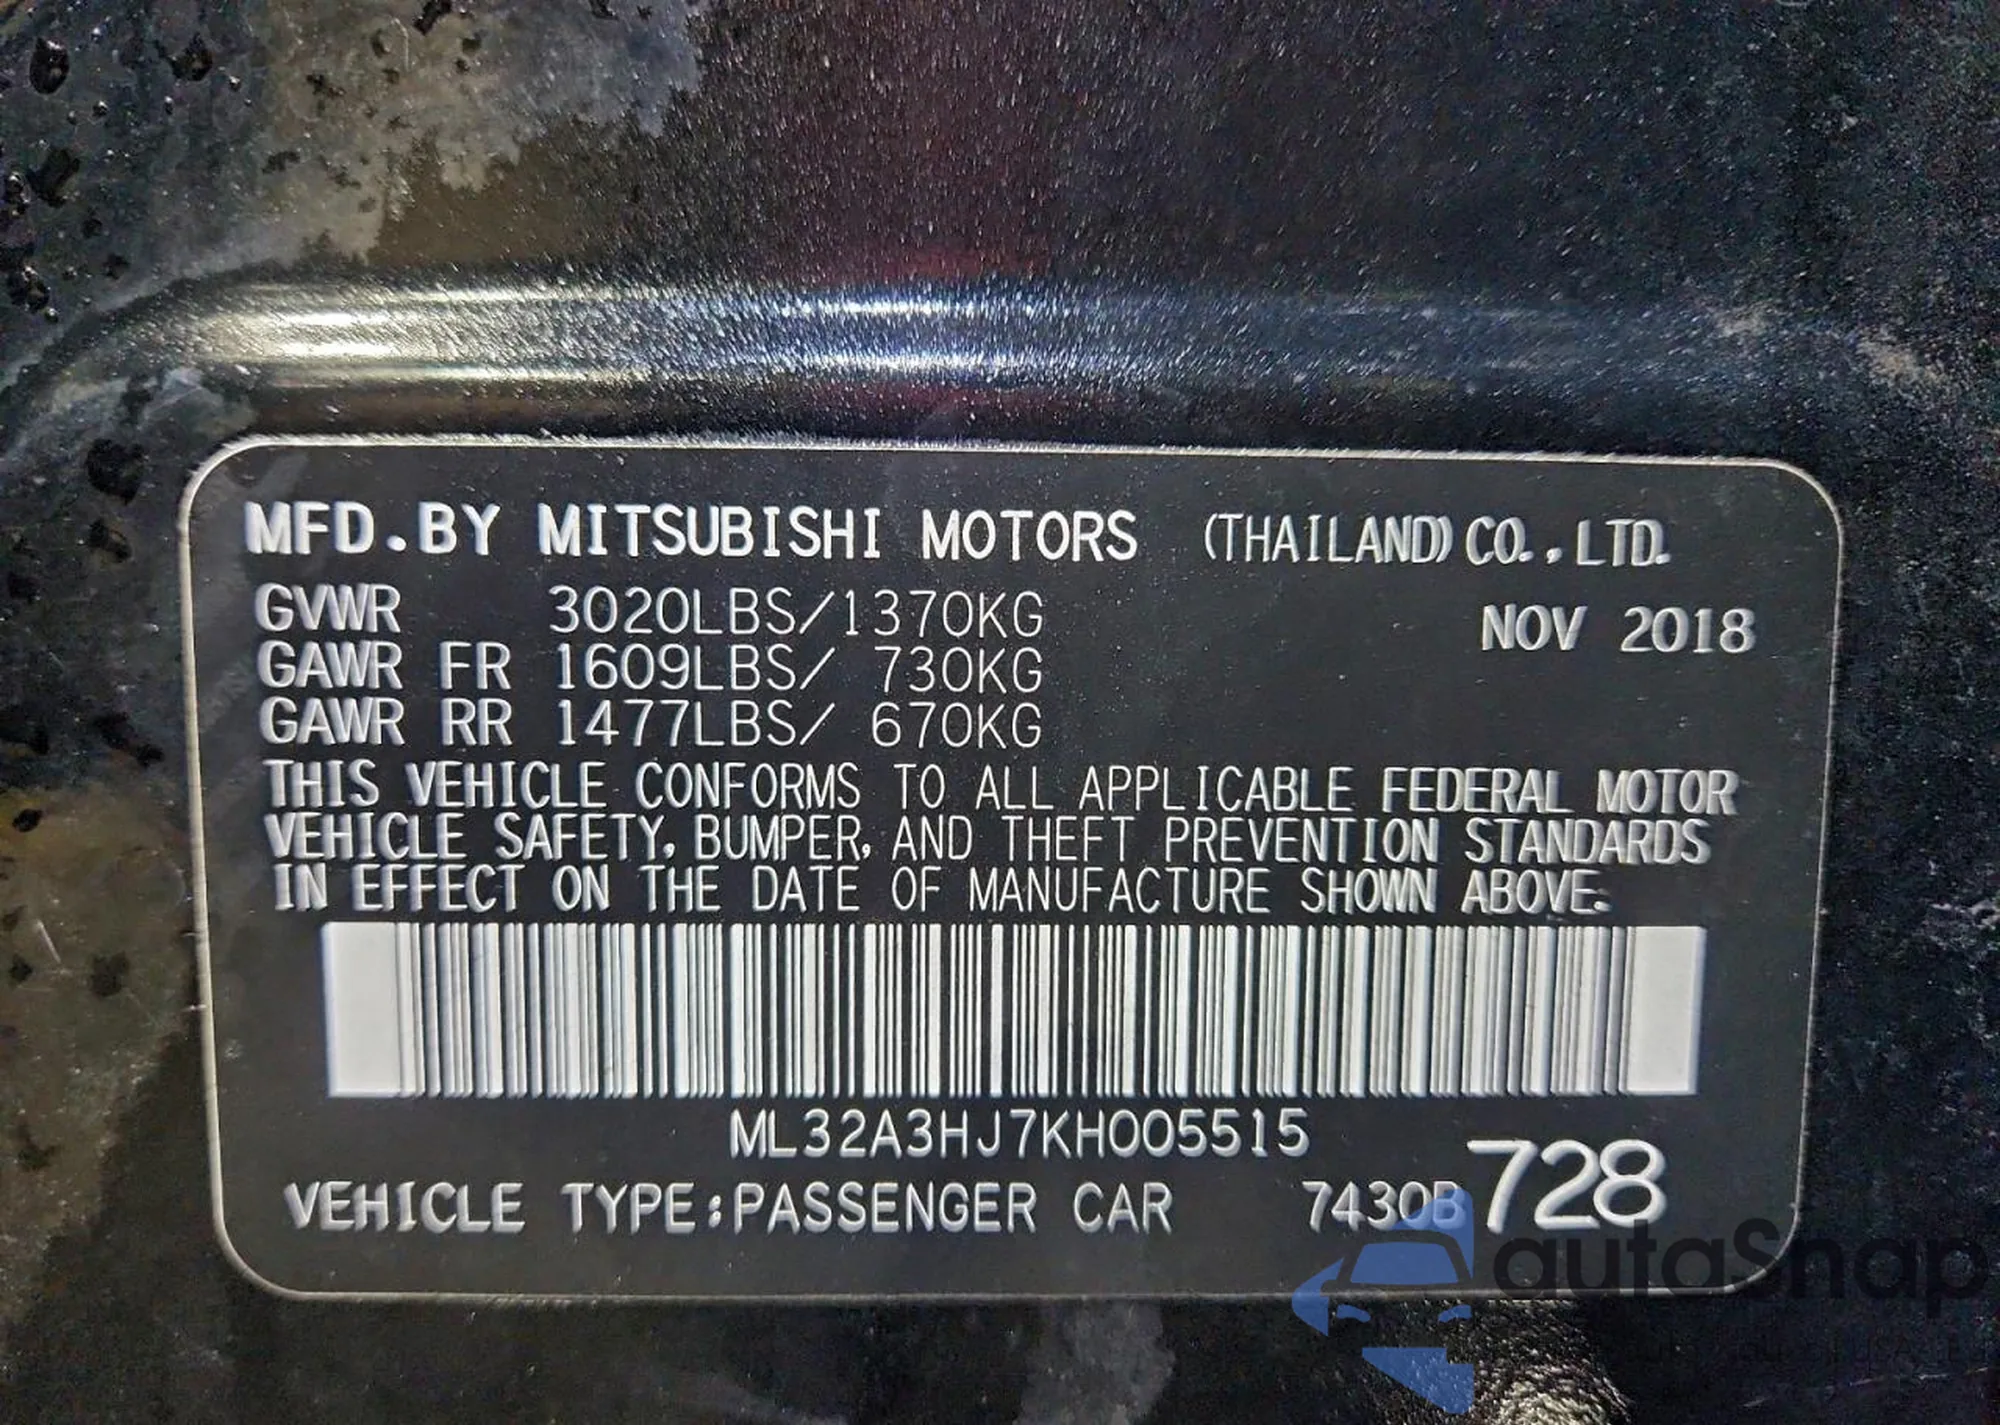 MFD.BY MITSUBISHI MOTORS (THAILAND) CO.,LTD.
GVWR 3020LBS/1370KG NOV 2018
GAWR FR 1609LBS/ 730KG
GAWR RR 1477LBS/ 670KG
THIS VEHICLE CONFORMS TO ALL APPLICABLE FEDERAL MOTOR
VEHICLE SAFETY, BUMPER, AND THEFT PREVENTION STANDARDS
IN EFFECT ON THE DATE OF MANUFACTURE SHOWN ABOVE.
ML32A3HJ7KH005515
VEHICLE TYPE:PASSENGER CAR 7430B 728
autoSnap